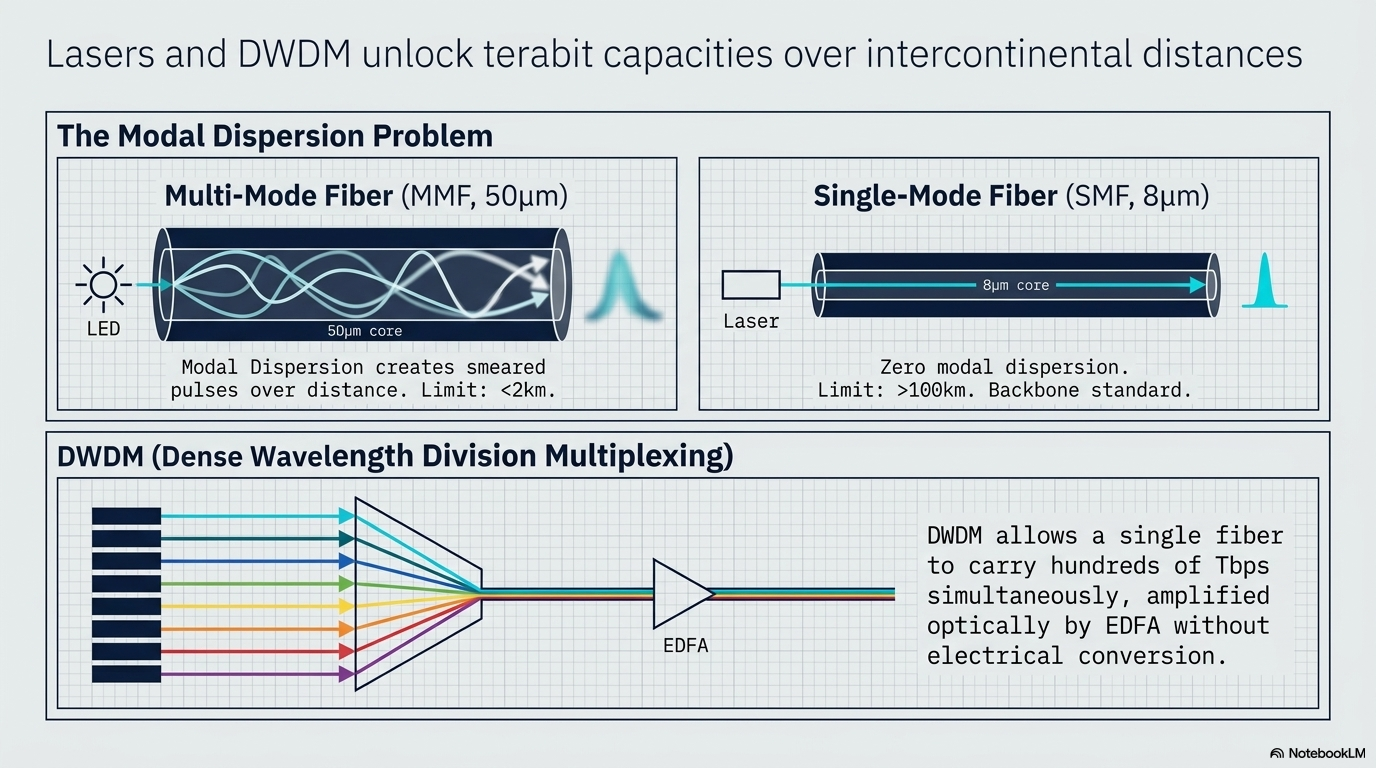 Lasers and DWDM unlock terabit capacities over intercontinental distances
The Modal Dispersion Problem
Multi-Mode Fiber (MMF, 50µm)
LED
50µm core
Modal Dispersion creates smeared
pulses over distance. Limit: <2km.
Single-Mode Fiber (SMF, 8µm)
Laser
8µm core
Zero modal dispersion.
Limit: >100km. Backbone standard.
DWDM (Dense Wavelength Division Multiplexing)
EDFA
DWDM allows a single fiber
to carry hundreds of Tbps
simultaneously, amplified
optically by EDFA without
electrical conversion.
NotebookLM